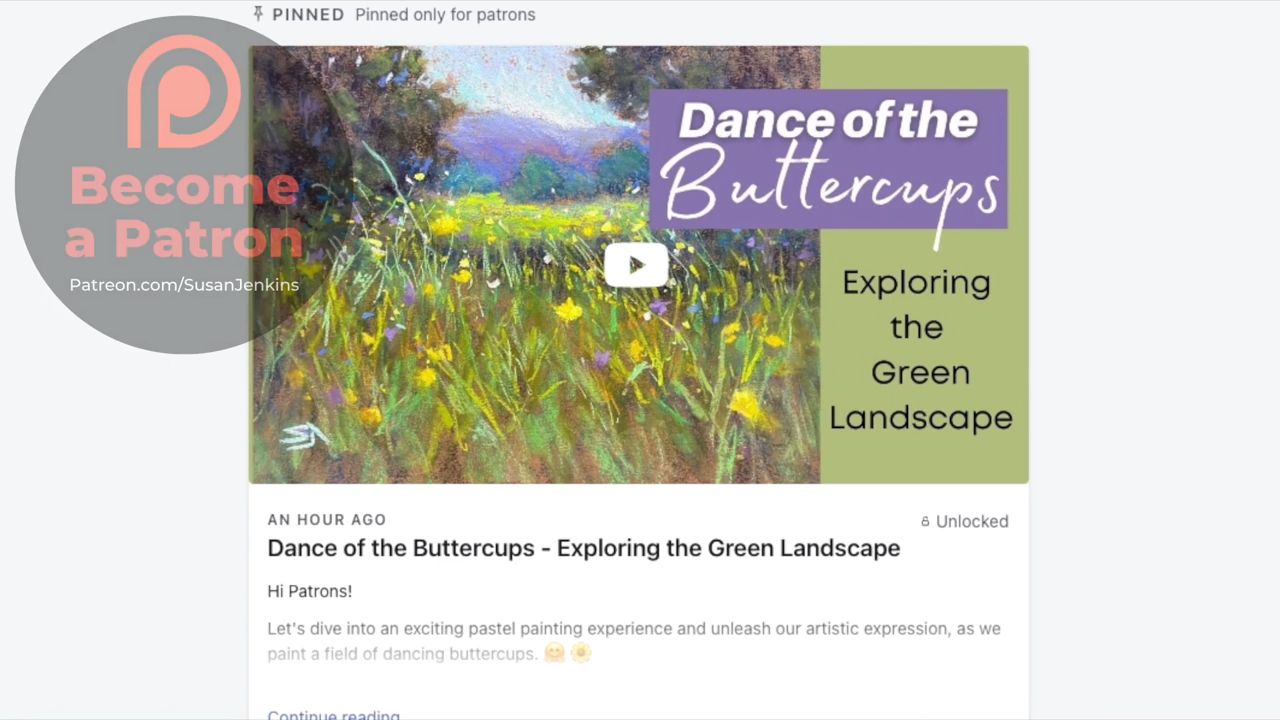 PINNED Pinned only for patrons
Become
a Patron
Patreon.com/SusanJenkins
Dance of the
Buttercups
Exploring
the
Green
Landscape
SJ
AN HOUR AGO
Unlocked
Dance of the Buttercups - Exploring the Green Landscape
Hi Patrons!
Let's dive into an exciting pastel painting experience and unleash our artistic expression, as we
paint a field of dancing buttercups. 🤗 🌼
Continue reading